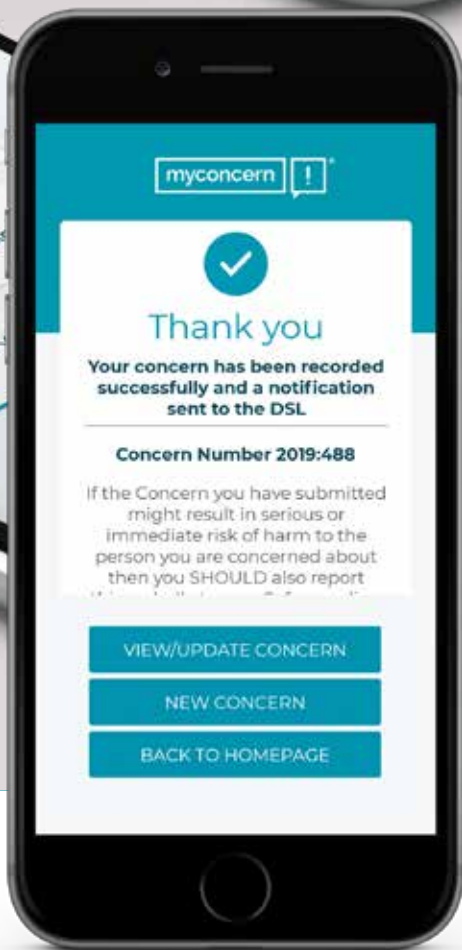 myconcern !
Thank you
Your concern has been recorded
successfully and a notification
sent to the DSL
Concern Number 2019:488
If the Concern you have submitted
might result in serious or
immediate risk of harm to the
person you are concerned about
then you SHOULD also report
VIEW/UPDATE CONCERN
NEW CONCERN
BACK TO HOMEPAGE